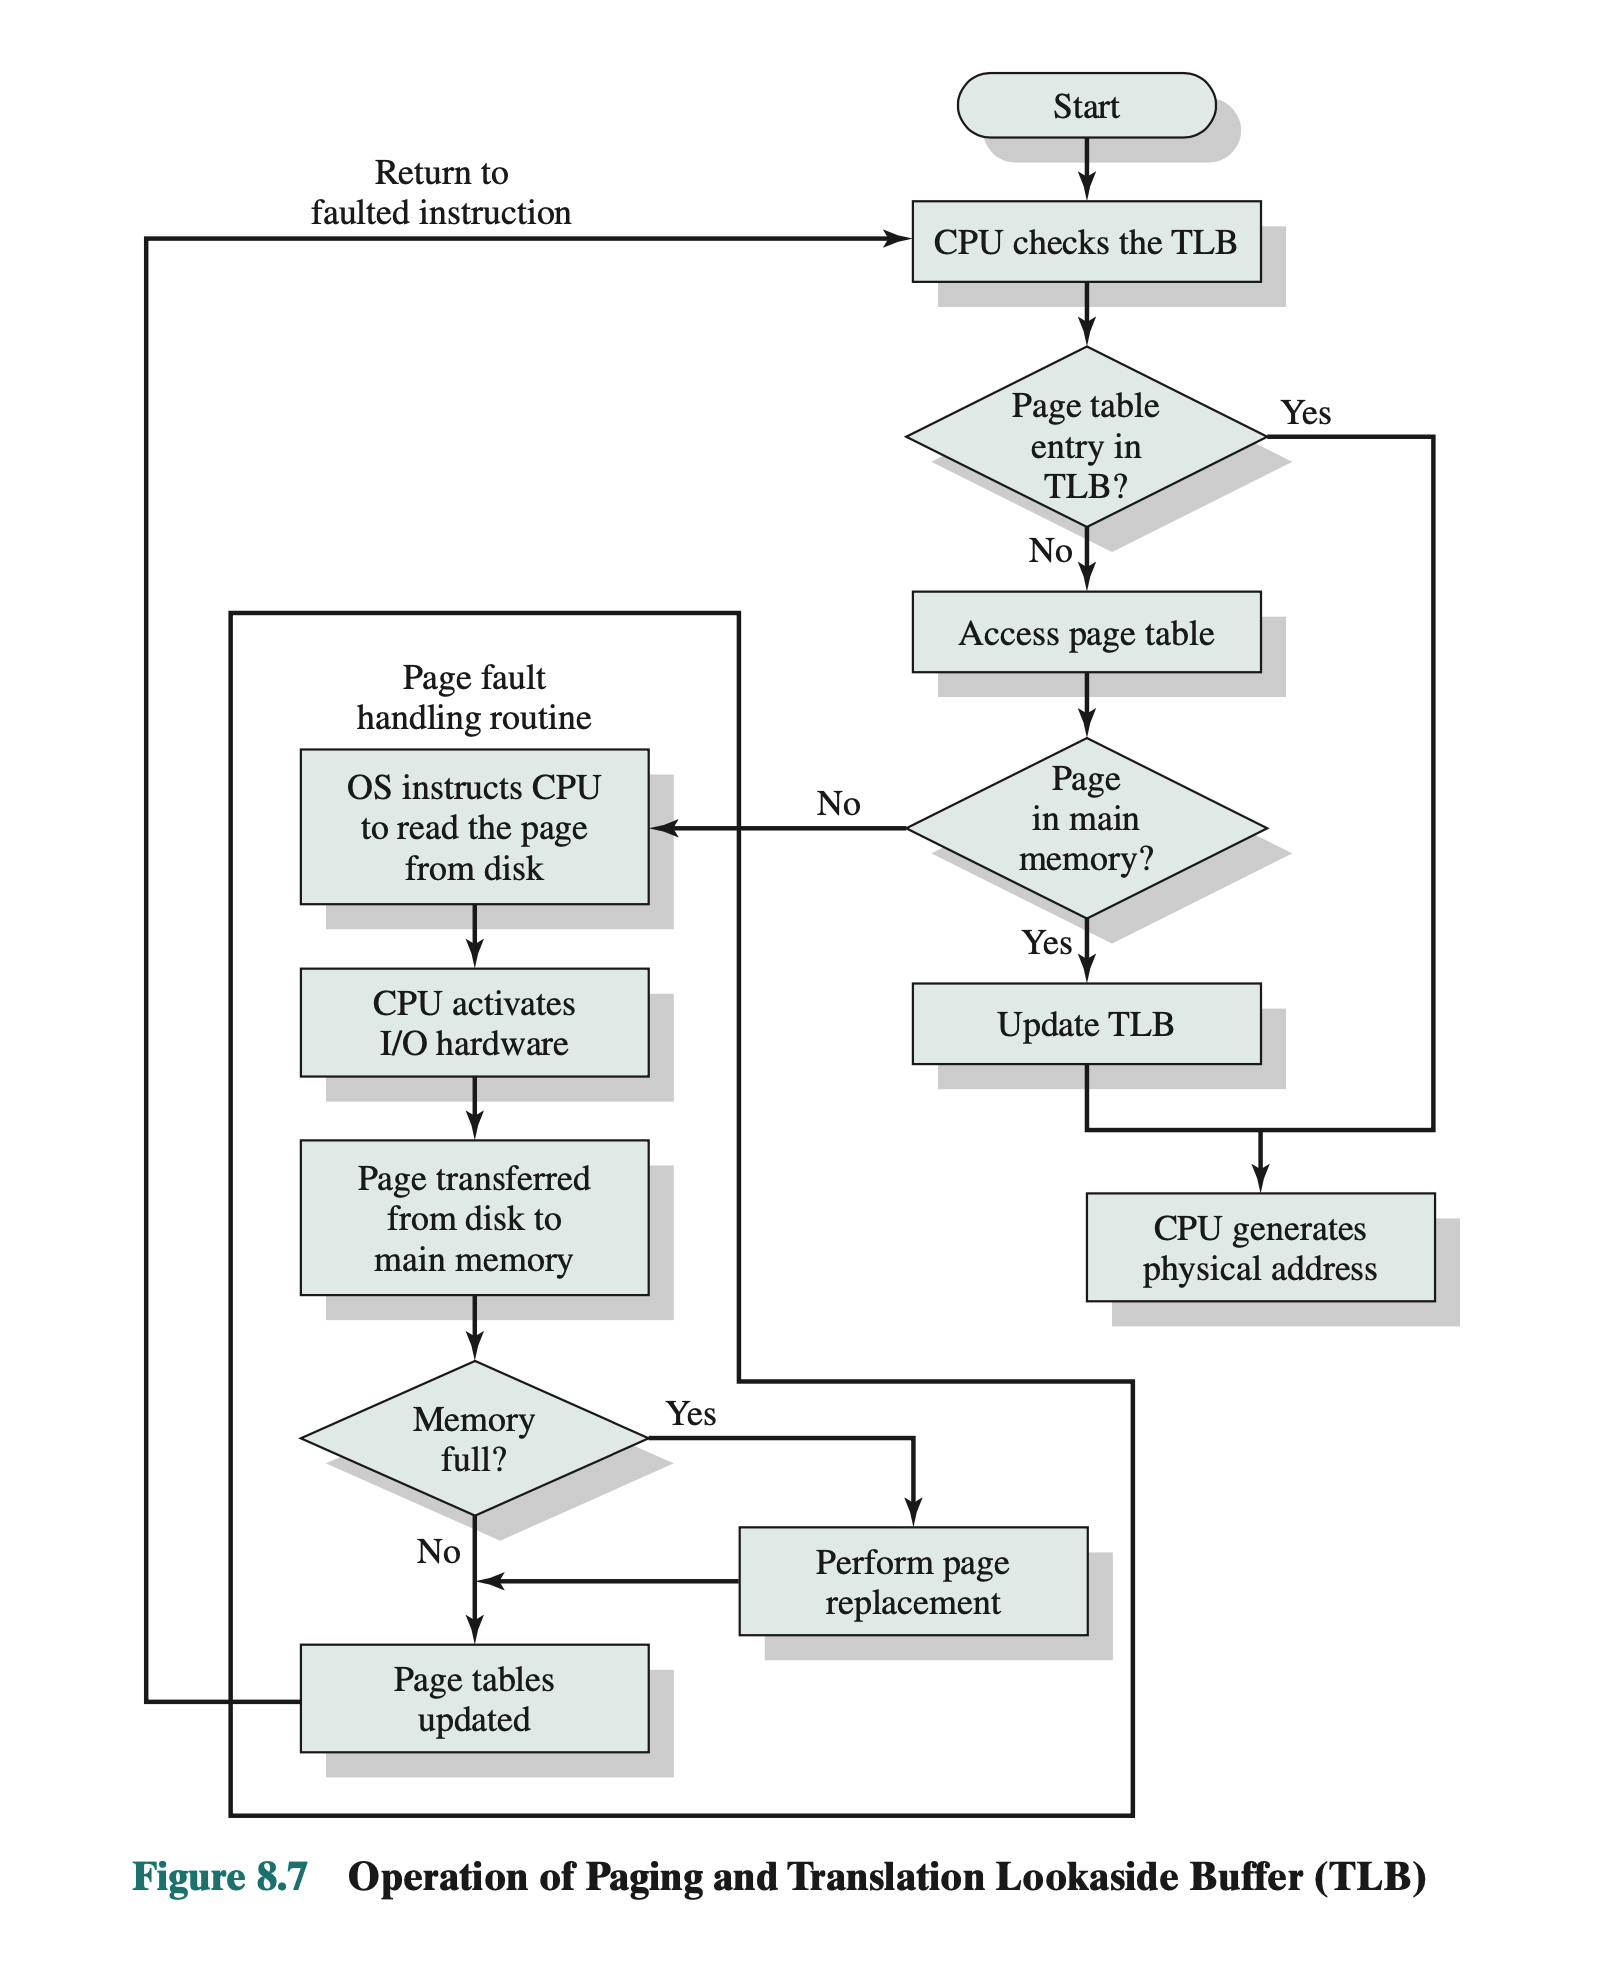 Start
Return to
faulted instruction
CPU checks the TLB
Page table
entry in
TLB?
Yes
No
Access page table
Page fault
handling routine
OS instructs CPU
to read the page
from disk
No
Page
in main
memory?
Yes
CPU activates
I/O hardware
Update TLB
Page transferred
from disk to
main memory
CPU generates
physical address
Memory
full?
Yes
No
Perform page
replacement
Page tables
updated
Figure 8.7 Operation of Paging and Translation Lookaside Buffer (TLB)